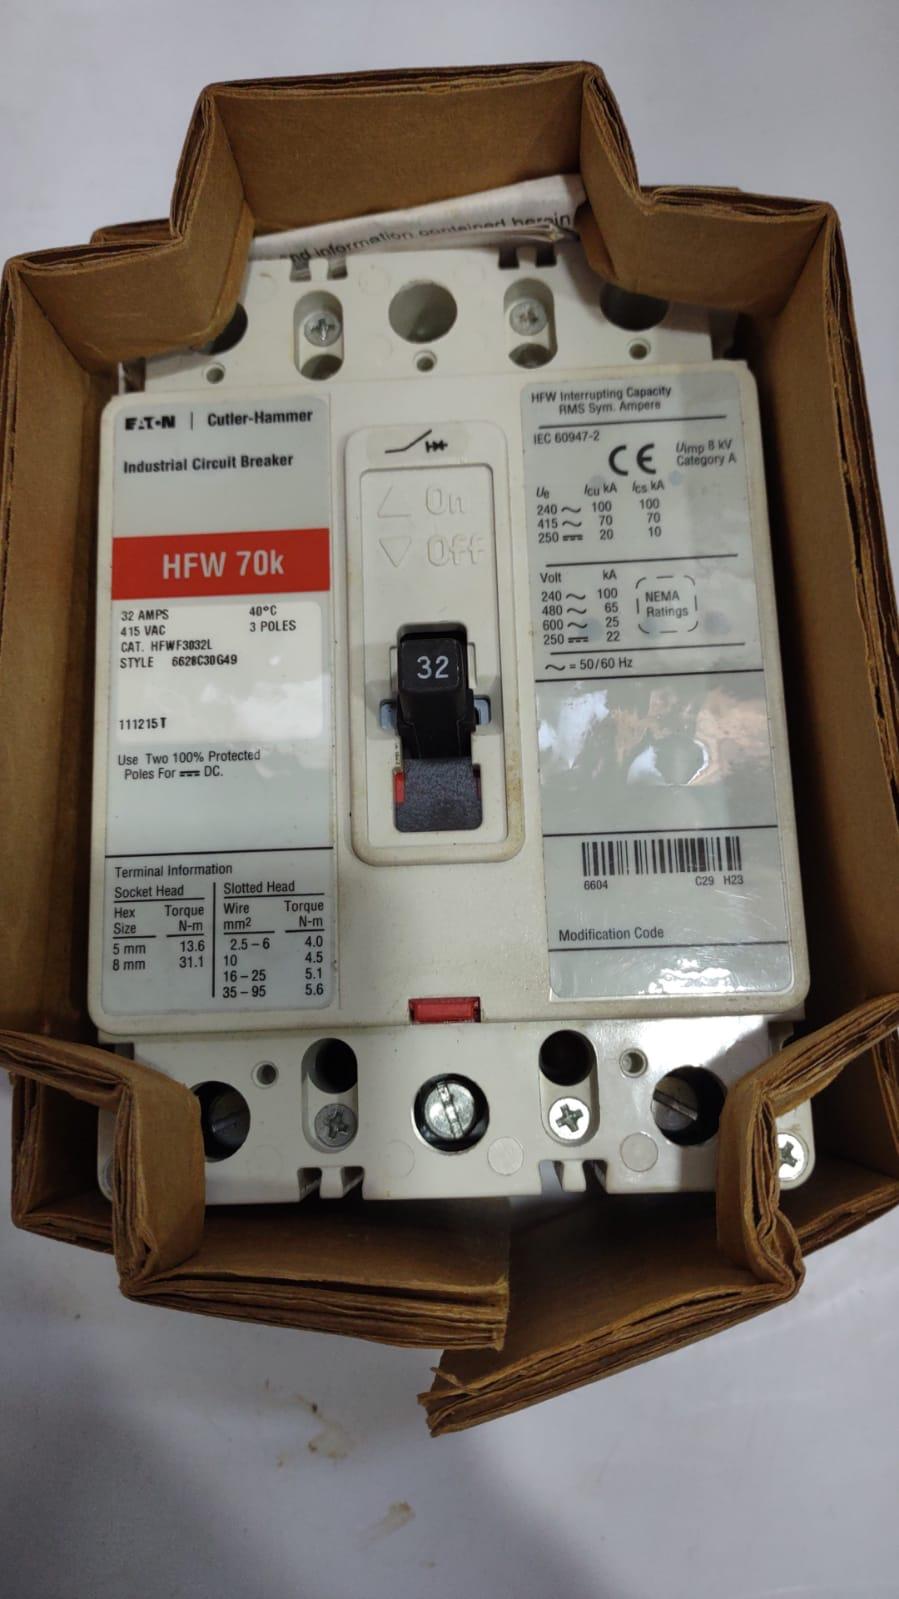 nd information contained herein
E·T·N | Cutler-Hammer
Industrial Circuit Breaker
HFW 70k
32 AMPS 40°C
415 VAC 3 POLES
CAT. HFWF3032L
STYLE 6628C30G49
111215T
Use Two 100% Protected
Poles For ⎓ DC.
Terminal Information
Socket Head
Hex Torque
Size N-m
5 mm 13.6
8 mm 31.1
Slotted Head
Wire Torque
mm2 N-m
2.5 – 6 4.0
10 4.5
16 – 25 5.1
35 – 95 5.6
On
Off
32
HFW Interrupting Capacity
RMS Sym. Ampere
IEC 60947-2
CE
Uimp 8 kV
Category A
Ue Icu kA Ics kA
240 ~ 100 100
415 ~ 70 70
250 ⎓ 20 10
Volt kA
240 ~ 100
480 ~ 65
600 ~ 25
250 ⎓ 22
NEMA
Ratings
~ = 50/60 Hz
6604 C29 H23
Modification Code